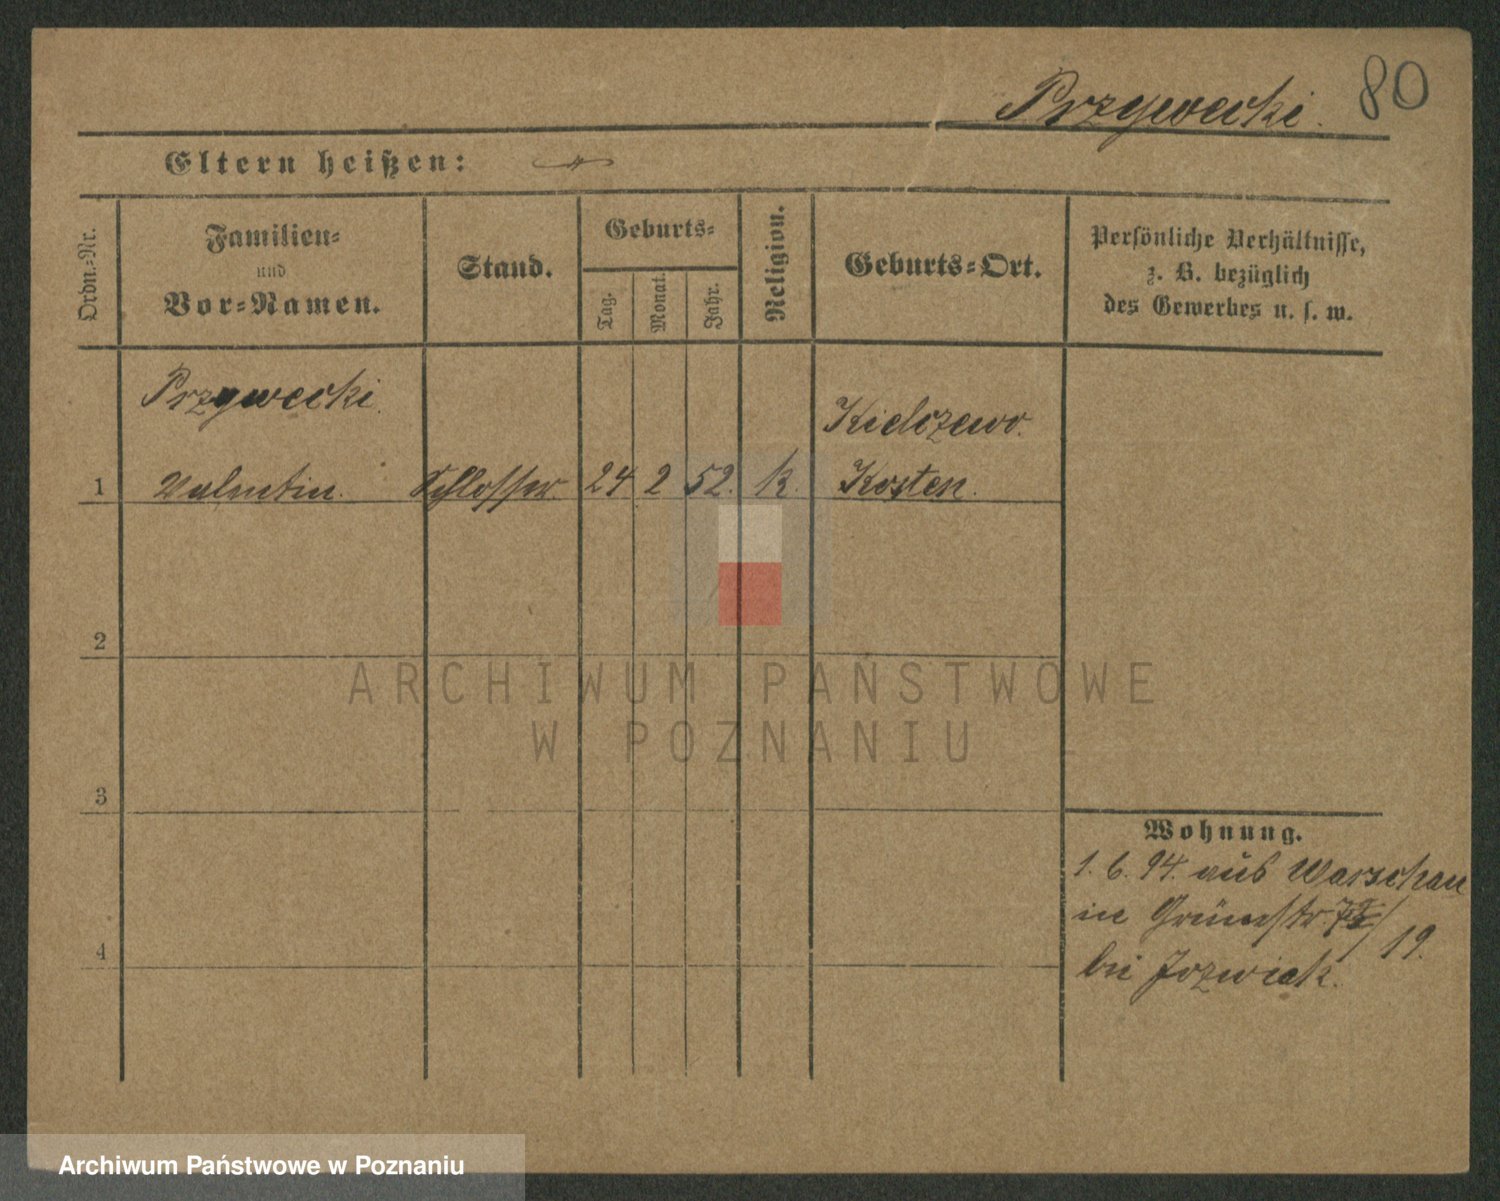 80
Przywecki.
Eltern heißen:
Ordn.-Nr.
Familien-
und
Vor-Namen.
Stand.
Geburts-
Tag.
Monat.
Jahr.
Religion.
Geburts-Ort.
Persönliche Verhältnisse,
z. B. bezüglich
des Gewerbes u. s. w.
Przywecki.
Kielczewo.
1 Valentin. Schlosser. 24 2 52. k. Kosten.
2
3
4
Wohnung.
1. 6. 94. aus Warschau
in Grünestr.
19.
bei Jozwiak.
ARCHIWUM PAŃSTWOWE
W POZNANIU
Archiwum Państwowe w Poznaniu